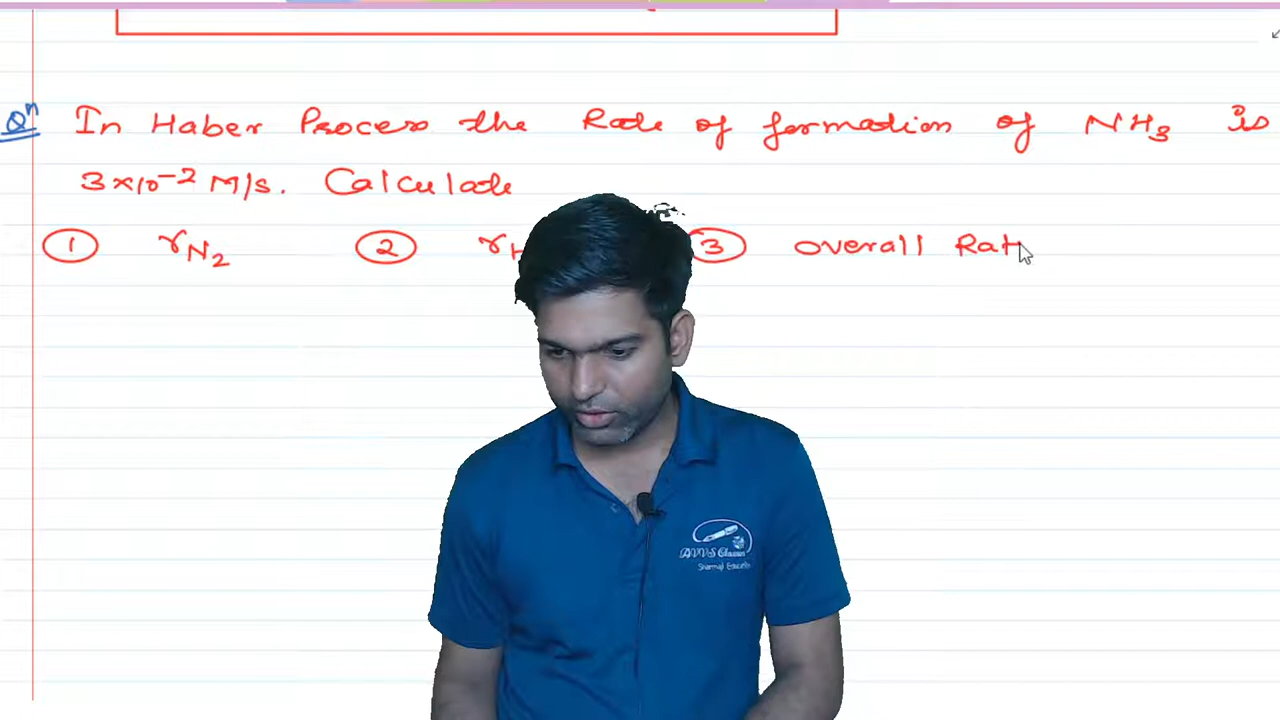 Qⁿ In Haber Process the Rate of formation of NH₃ is
3×10⁻² M/s. Calculate
① rN₂ ② ③ overall
Classes